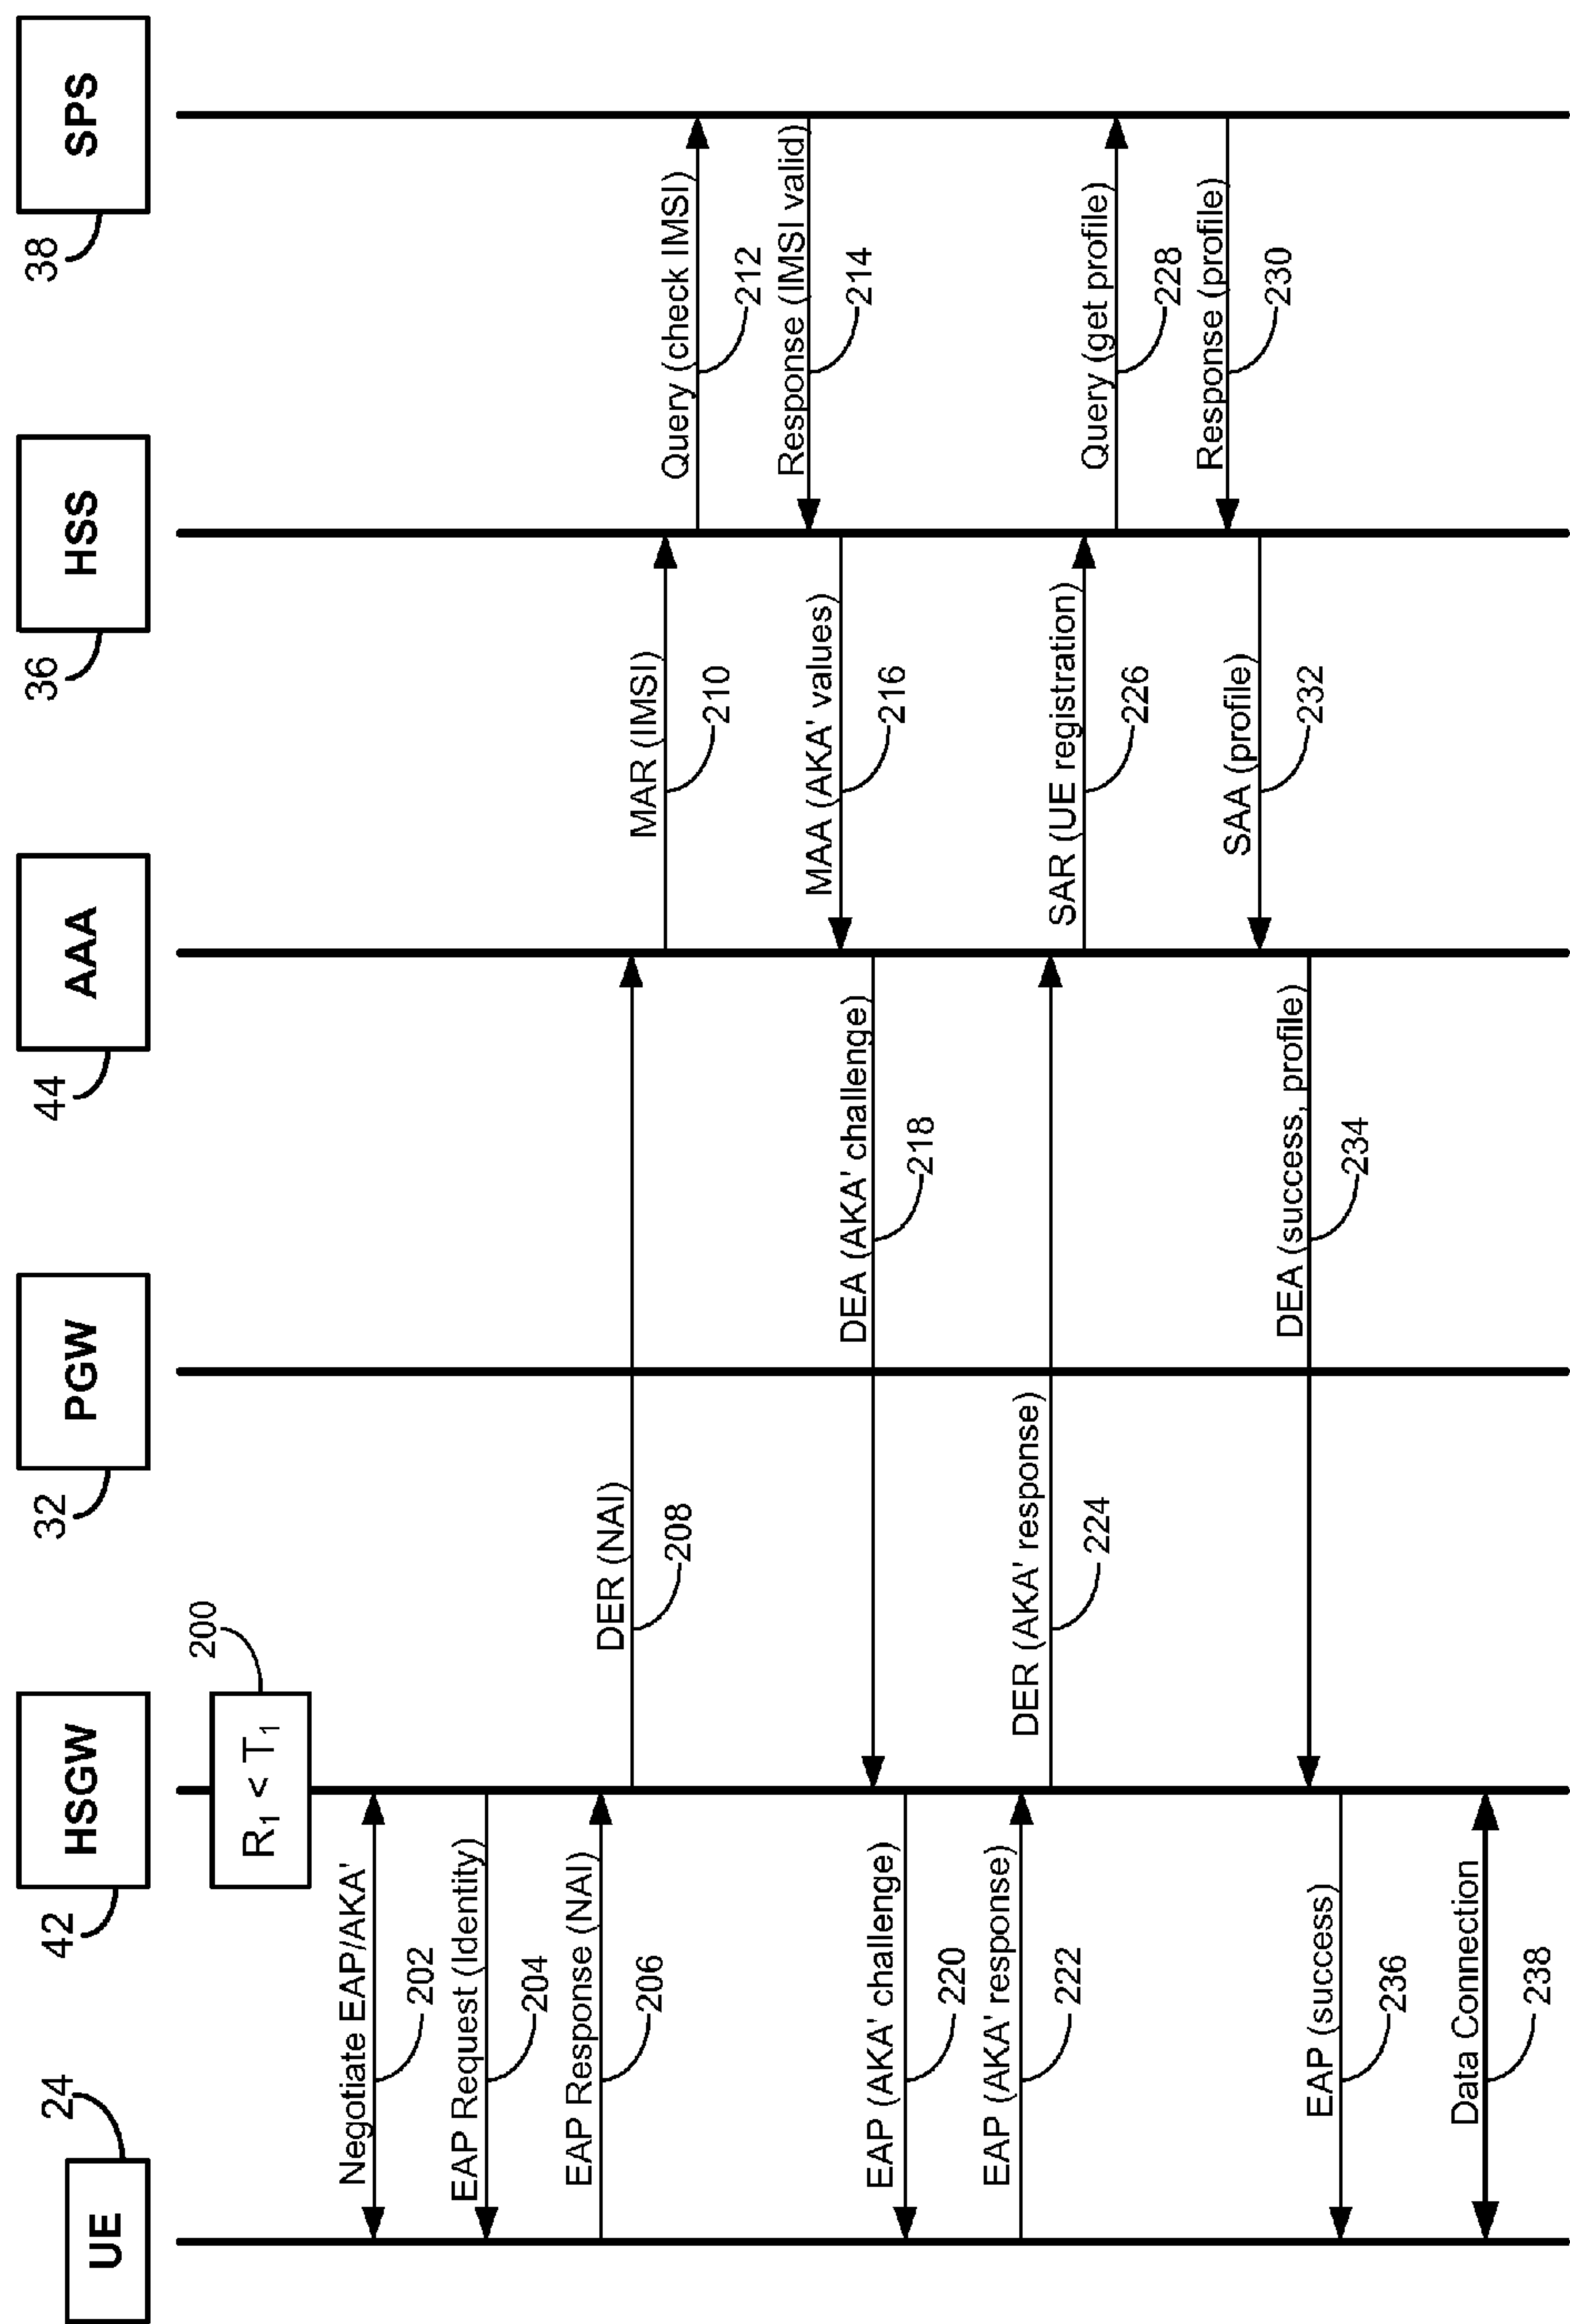 UE
24
HSGW
42
PGW
32
AAA
44
HSS
36
SPS
38
R1 < T1
200
Negotiate EAP/AKA'
202
EAP Request (Identity)
204
EAP Response (NAI)
206
DER (NAI)
208
MAR (IMSI)
210
Query (check IMSI)
212
Response (IMSI valid)
214
MAA (AKA' values)
216
DEA (AKA' challenge)
218
EAP (AKA' challenge)
220
EAP (AKA' response)
222
DER (AKA' response)
224
SAR (UE registration)
226
Query (get profile)
228
Response (profile)
230
SAA (profile)
232
DEA (success, profile)
234
EAP (success)
236
Data Connection
238